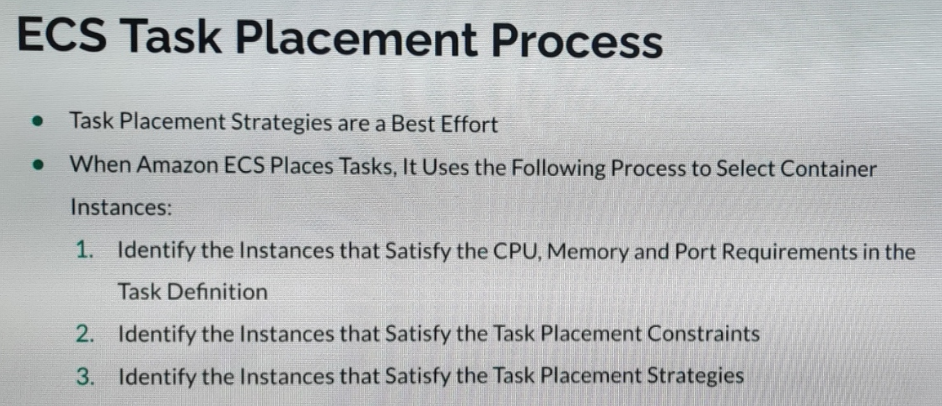 ECS Task Placement Process
• Task Placement Strategies are a Best Effort
• When Amazon ECS Places Tasks, It Uses the Following Process to Select Container
Instances:
1. Identify the Instances that Satisfy the CPU, Memory and Port Requirements in the
Task Definition
2. Identify the Instances that Satisfy the Task Placement Constraints
3. Identify the Instances that Satisfy the Task Placement Strategies